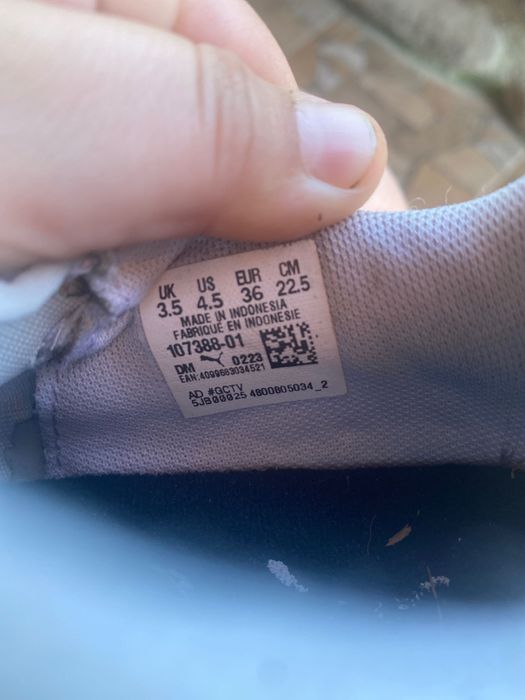 UK US EUR CM
3.5 4.5 36 22.5
MADE IN INDONESIA
FABRIQUÉ EN INDONESIE
107388-01
DM 0223
EAN:4099683034521
AD #GCTV
5JB00025 4800805034_2